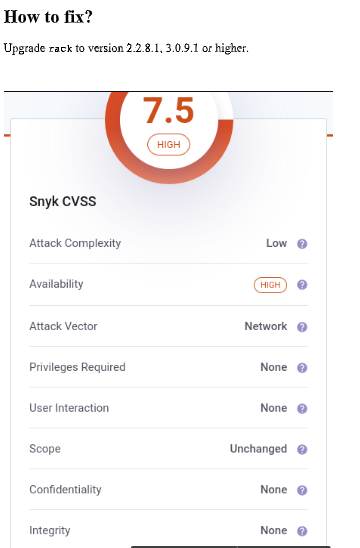 How to fix?
Upgrade rack to version 2.2.8.1, 3.0.9.1 or higher.
7.5
HIGH
Snyk CVSS
Attack Complexity Low ?
Availability HIGH ?
Attack Vector Network ?
Privileges Required None ?
User Interaction None ?
Scope Unchanged ?
Confidentiality None ?
Integrity None ?